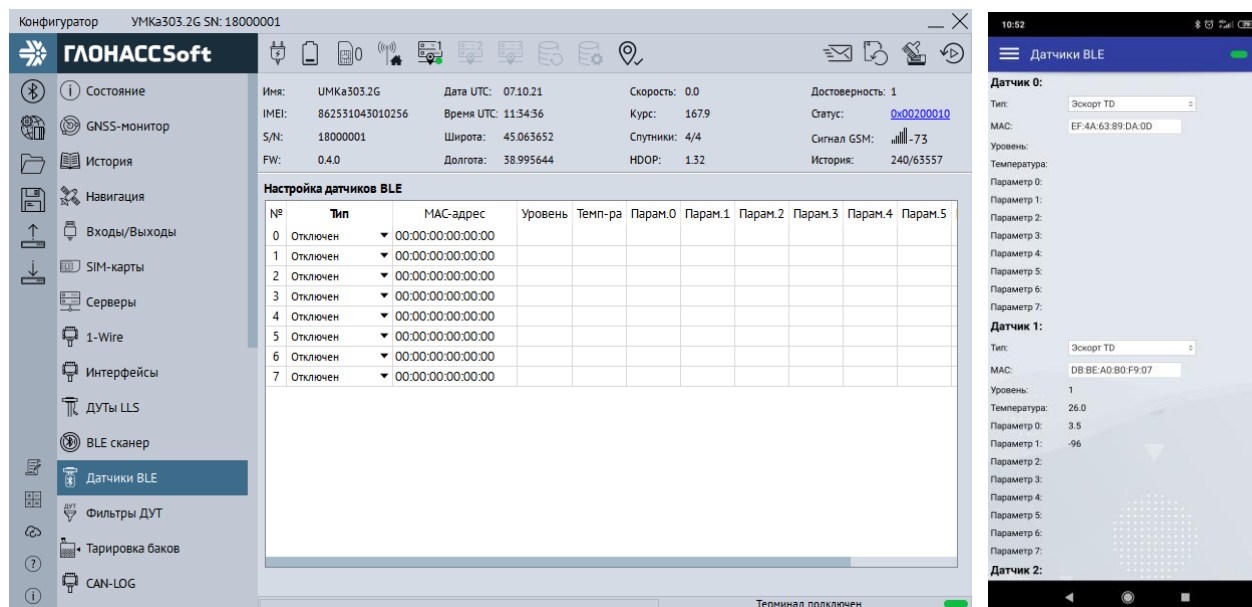 Конфигуратор УМКа303.2G SN: 18000001
ГЛОНАССSoft
0
Состояние
GNSS-монитор
История
Навигация
Входы/Выходы
SIM-карты
Серверы
1-Wire
Интерфейсы
ДУТы LLS
BLE сканер
Датчики BLE
Фильтры ДУТ
Тарировка баков
CAN-LOG
Имя: UMKa303.2G Дата UTC: 07.10.21 Скорость: 0.0 Достоверность: 1
IMEI: 862531043010256 Время UTC: 11:34:36 Курс: 167.9 Статус: 0x00200010
S/N: 18000001 Широта: 45.063652 Спутники: 4/4 Сигнал GSM: -73
FW: 0.4.0 Долгота: 38.995644 HDOP: 1.32 История: 240/63557
Настройка датчиков BLE
№ Тип MAC-адрес Уровень Темп-ра Парам.0 Парам.1 Парам.2 Парам.3 Парам.4 Парам.5
0 Отключен 00:00:00:00:00:00
1 Отключен 00:00:00:00:00:00
2 Отключен 00:00:00:00:00:00
3 Отключен 00:00:00:00:00:00
4 Отключен 00:00:00:00:00:00
5 Отключен 00:00:00:00:00:00
6 Отключен 00:00:00:00:00:00
7 Отключен 00:00:00:00:00:00
Терминал подключен
10:52
Датчики BLE
Датчик 0:
Тип: Эскорт TD
MAC: EF:4A:63:89:DA:0D
Уровень:
Температура:
Параметр 0:
Параметр 1:
Параметр 2:
Параметр 3:
Параметр 4:
Параметр 5:
Параметр 6:
Параметр 7:
Датчик 1:
Тип: Эскорт TD
MAC: DB:BE:A0:B0:F9:07
Уровень: 1
Температура: 26.0
Параметр 0: 3.5
Параметр 1: -96
Параметр 2:
Параметр 3:
Параметр 4:
Параметр 5:
Параметр 6:
Параметр 7:
Датчик 2: